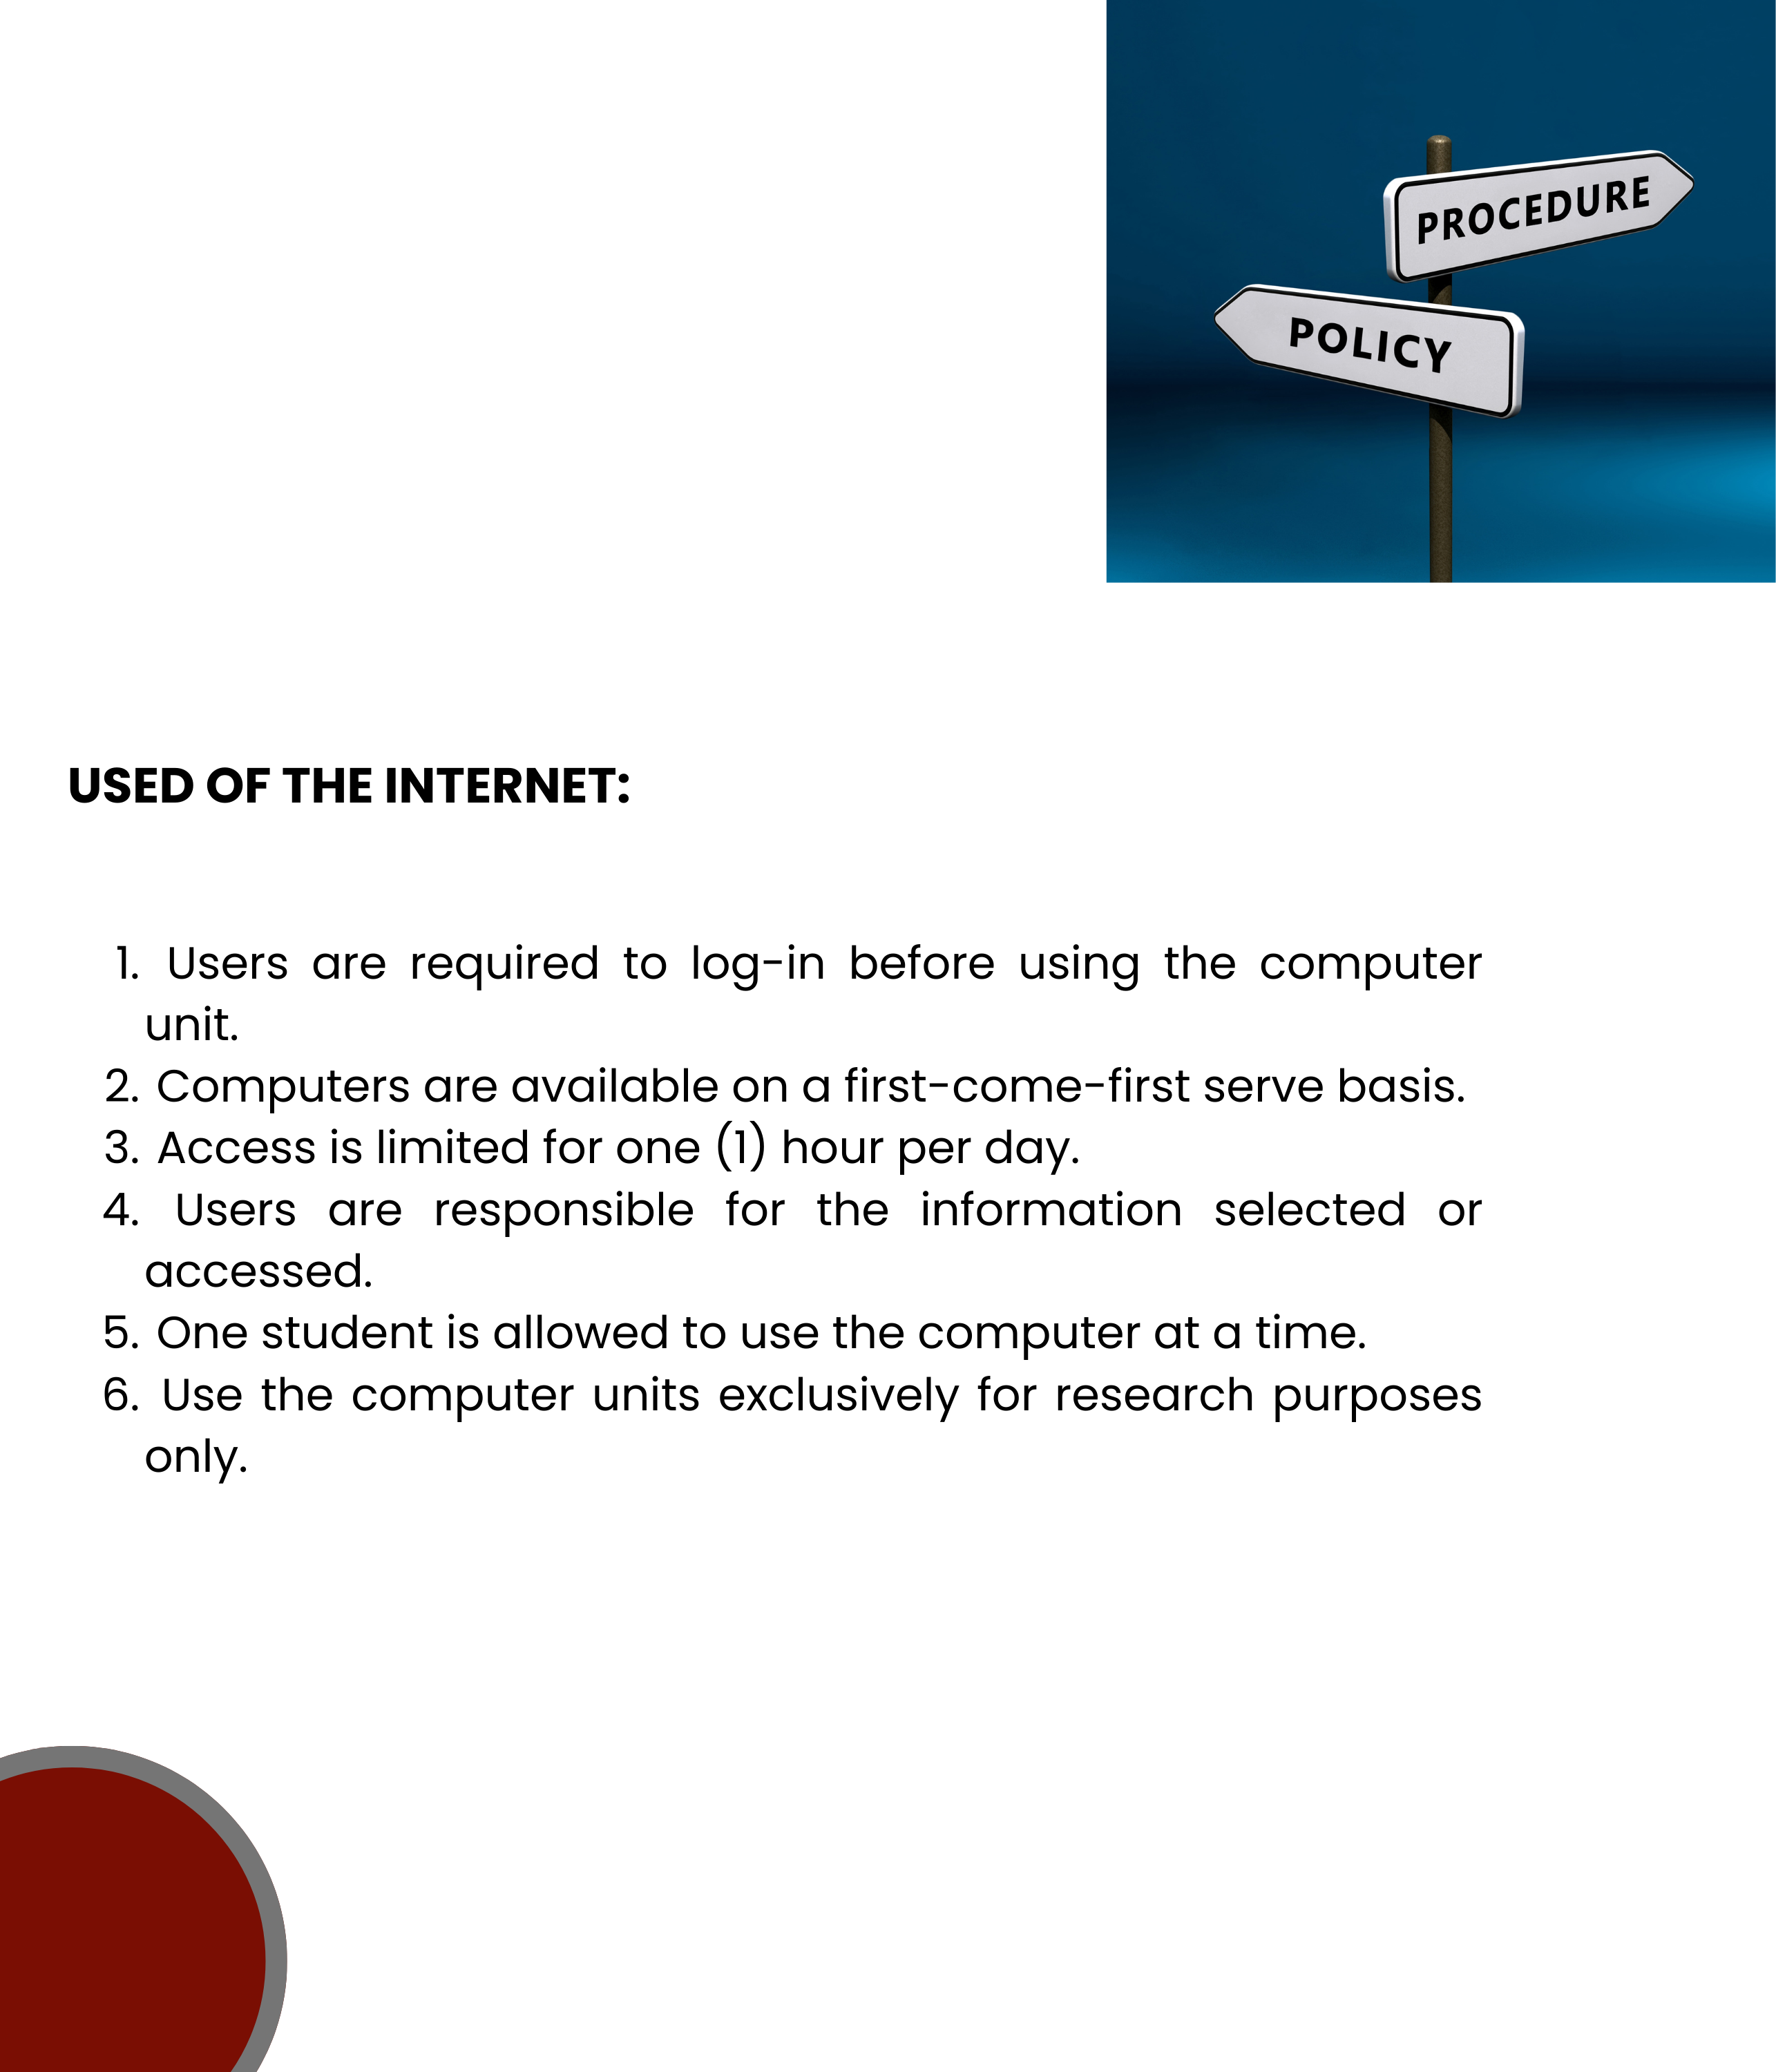 PROCEDURE
POLICY
USED OF THE INTERNET:
1. Users are required to log-in before using the computer
unit.
2. Computers are available on a first-come-first serve basis.
3. Access is limited for one (1) hour per day.
4. Users are responsible for the information selected or
accessed.
5. One student is allowed to use the computer at a time.
6. Use the computer units exclusively for research purposes
only.